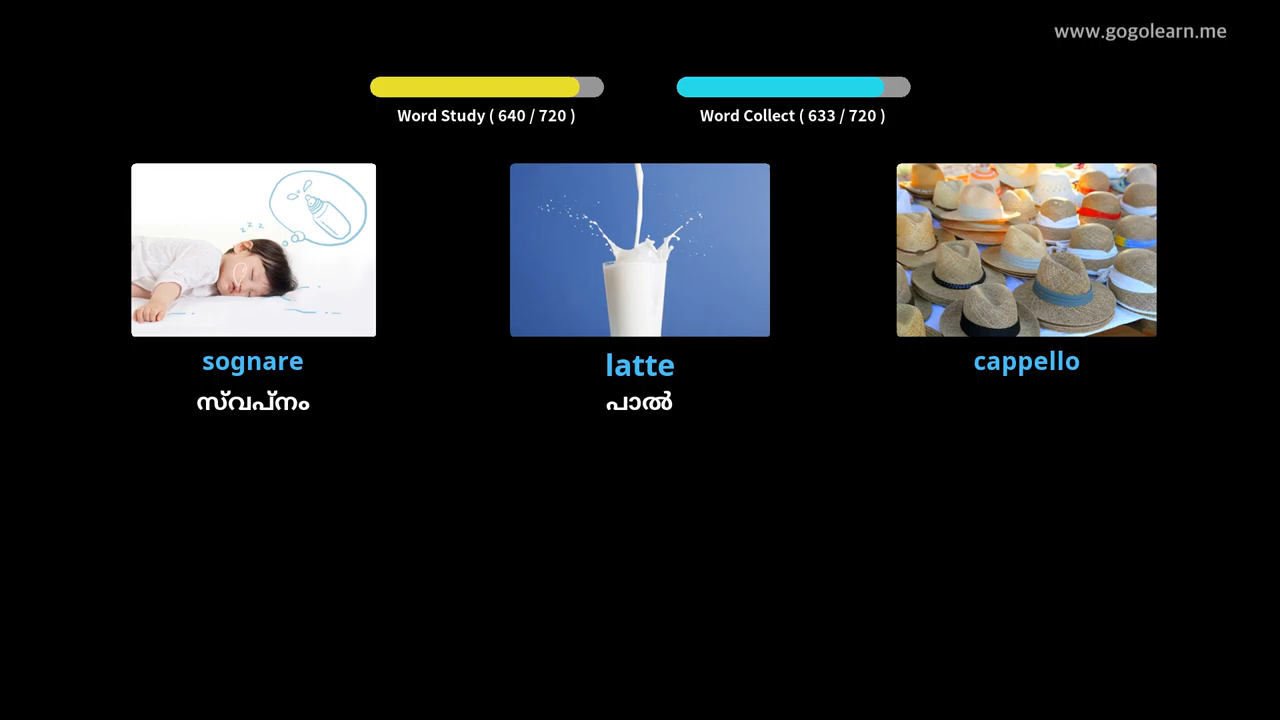 www.gogolearn.me
Word Study ( 640 / 720 )
Word Collect ( 633 / 720 )
z z z
sognare
latte
cappello
സ്വപ്നം
പാൽ